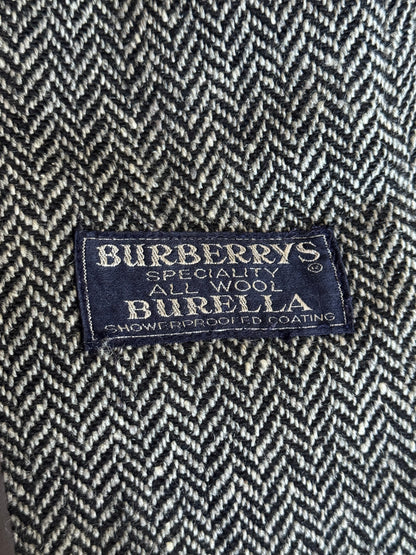 BURBERRYS®
SPECIALITY
ALL WOOL
BURELLA
SHOWERPROOFED COATING